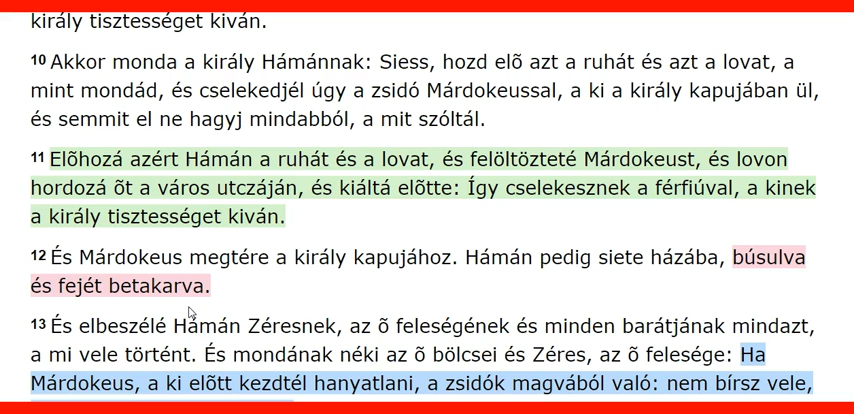 király tisztességet kiván.
10 Akkor monda a király Hámánnak: Siess, hozd elõ azt a ruhát és azt a lovat, a
mint mondád, és cselekedjél úgy a zsidó Márdokeussal, a ki a király kapujában ül,
és semmit el ne hagyj mindabból, a mit szóltál.
11 Elõhozá azért Hámán a ruhát és a lovat, és felöltözteté Márdokeust, és lovon
hordozá õt a város utczáján, és kiáltá elõtte: Így cselekesznek a férfiúval, a kinek
a király tisztességet kiván.
12 És Márdokeus megtére a király kapujához. Hámán pedig siete házába, búsulva
és fejét betakarva.
13 És elbeszélé Hámán Zéresnek, az õ feleségének és minden barátjának mindazt,
a mi vele történt. És mondának néki az õ bölcsei és Zéres, az õ felesége: Ha
Márdokeus, a ki elõtt kezdtél hanyatlani, a zsidók magvából való: nem bírsz vele,